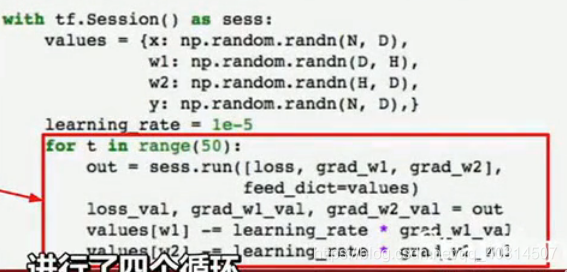 with tf.Session() as sess:
values = {x: np.random.randn(N, D),
w1: np.random.randn(D, H),
w2: np.random.randn(H, D),
y: np.random.randn(N, D),}
learning_rate = 1e-5
for t in range(50):
out = sess.run([loss, grad_w1, grad_w2],
feed_dict=values)
loss_val, grad_w1_val, grad_w2_val = out
values[w1] -= learning_rate * grad_w1_val
values[w2] -= learning_rate * grad_w2_val
进行了四个循环